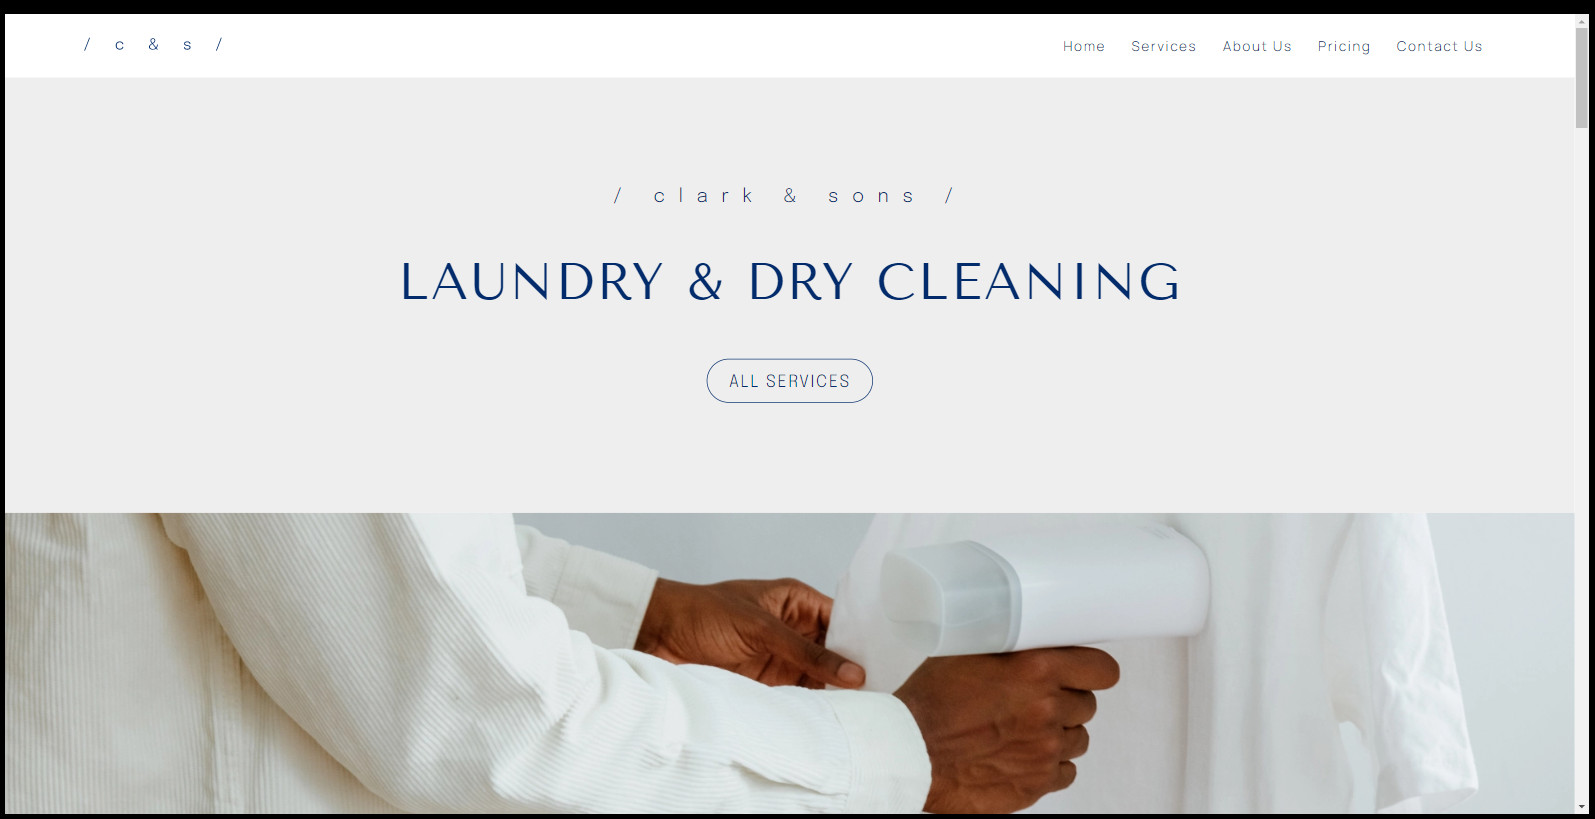 / c & s /
Home Services About Us Pricing Contact Us
/ clark & sons /
LAUNDRY & DRY CLEANING
ALL SERVICES